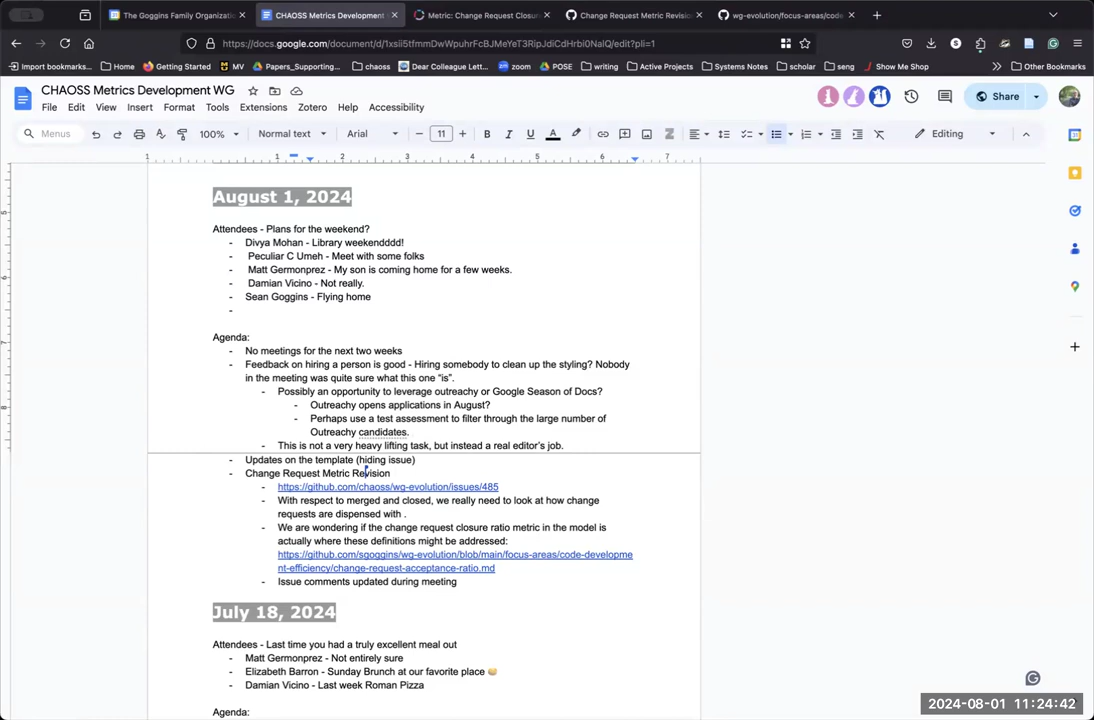 The Goggins Family Organizatio
CHAOSS Metrics Development
Metric: Change Request Closur
Change Request Metric Revision
wg-evolution/focus-areas/code
https://docs.google.com/document/d/1xsii5tfmmDwWpuhrFcBJMeYeT3RipJdiCdHrbi0NaIQ/edit?pli=1
Import bookmarks... Home Getting Started MV Papers_Supporting... chaoss Dear Colleague Lett... zoom POSE writing Active Projects Systems Notes scholar seng Show Me Shop Other Bookmarks
CHAOSS Metrics Development WG
File Edit View Insert Format Tools Extensions Zotero Help Accessibility
Share
Menus 100% Normal text Arial 11 B I U A Editing
1 1 2 3 4 5 6 7
August 1, 2024
Attendees - Plans for the weekend?
- Divya Mohan - Library weekendddd!
- Peculiar C Umeh - Meet with some folks
- Matt Germonprez - My son is coming home for a few weeks.
- Damian Vicino - Not really.
- Sean Goggins - Flying home
-
Agenda:
- No meetings for the next two weeks
- Feedback on hiring a person is good - Hiring somebody to clean up the styling? Nobody
in the meeting was quite sure what this one "is".
- Possibly an opportunity to leverage outreachy or Google Season of Docs?
- Outreachy opens applications in August?
- Perhaps use a test assessment to filter through the large number of
Outreachy candidates.
- This is not a very heavy lifting task, but instead a real editor's job.
- Updates on the template (hiding issue)
- Change Request Metric Revision
- https://github.com/chaoss/wg-evolution/issues/485
- With respect to merged and closed, we really need to look at how change
requests are dispensed with .
- We are wondering if the change request closure ratio metric in the model is
actually where these definitions might be addressed:
https://github.com/sgoggins/wg-evolution/blob/main/focus-areas/code-developme
nt-efficiency/change-request-acceptance-ratio.md
- Issue comments updated during meeting
July 18, 2024
Attendees - Last time you had a truly excellent meal out
- Matt Germonprez - Not entirely sure
- Elizabeth Barron - Sunday Brunch at our favorite place
- Damian Vicino - Last week Roman Pizza
Agenda:
2024-08-01 11:24:42